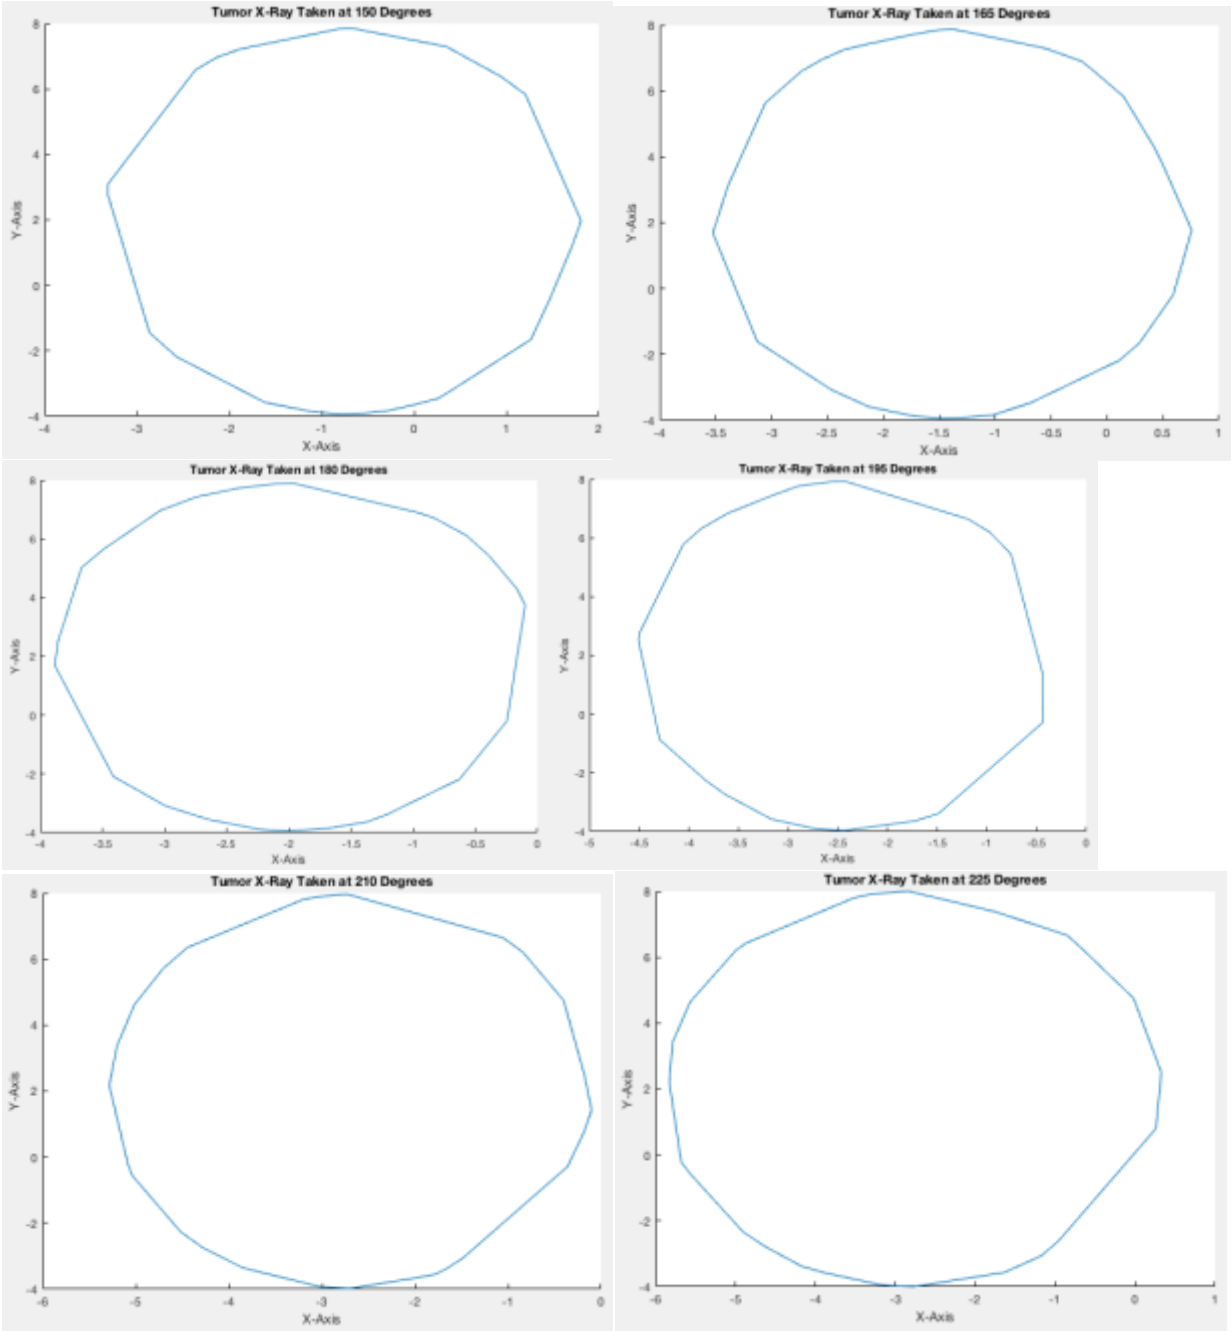 Tumor X-Ray Taken at 150 Degrees
8
6
4
2
0
-2
-4
Y-Axis
-4 -3 -2 -1 0 1 2
X-Axis
Tumor X-Ray Taken at 165 Degrees
8
6
4
2
0
-2
-4
Y-Axis
-4 -3.5 -3 -2.5 -2 -1.5 -1 -0.5 0 0.5 1
X-Axis
Tumor X-Ray Taken at 180 Degrees
8
6
4
2
0
-2
-4
Y-Axis
-4 -3.5 -3 -2.5 -2 -1.5 -1 -0.5 0
X-Axis
Tumor X-Ray Taken at 195 Degrees
8
6
4
2
0
-2
-4
Y-Axis
-5 -4.5 -4 -3.5 -3 -2.5 -2 -1.5 -1 -0.5 0
X-Axis
Tumor X-Ray Taken at 210 Degrees
8
6
4
2
0
-2
-4
Y-Axis
-6 -5 -4 -3 -2 -1 0
X-Axis
Tumor X-Ray Taken at 225 Degrees
8
6
4
2
0
-2
-4
Y-Axis
-6 -5 -4 -3 -2 -1 0 1
X-Axis